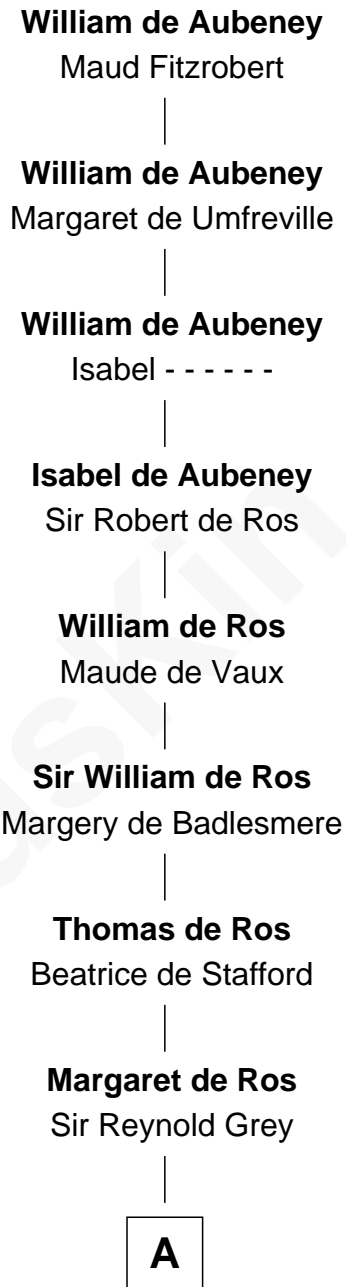 William de Aubeney
Maud Fitzrobert
William de Aubeney
Margaret de Umfreville
William de Aubeney
Isabel - - - - - -
Isabel de Aubeney
Sir Robert de Ros
William de Ros
Maude de Vaux
Sir William de Ros
Margery de Badlesmere
Thomas de Ros
Beatrice de Stafford
Margaret de Ros
Sir Reynold Grey
A